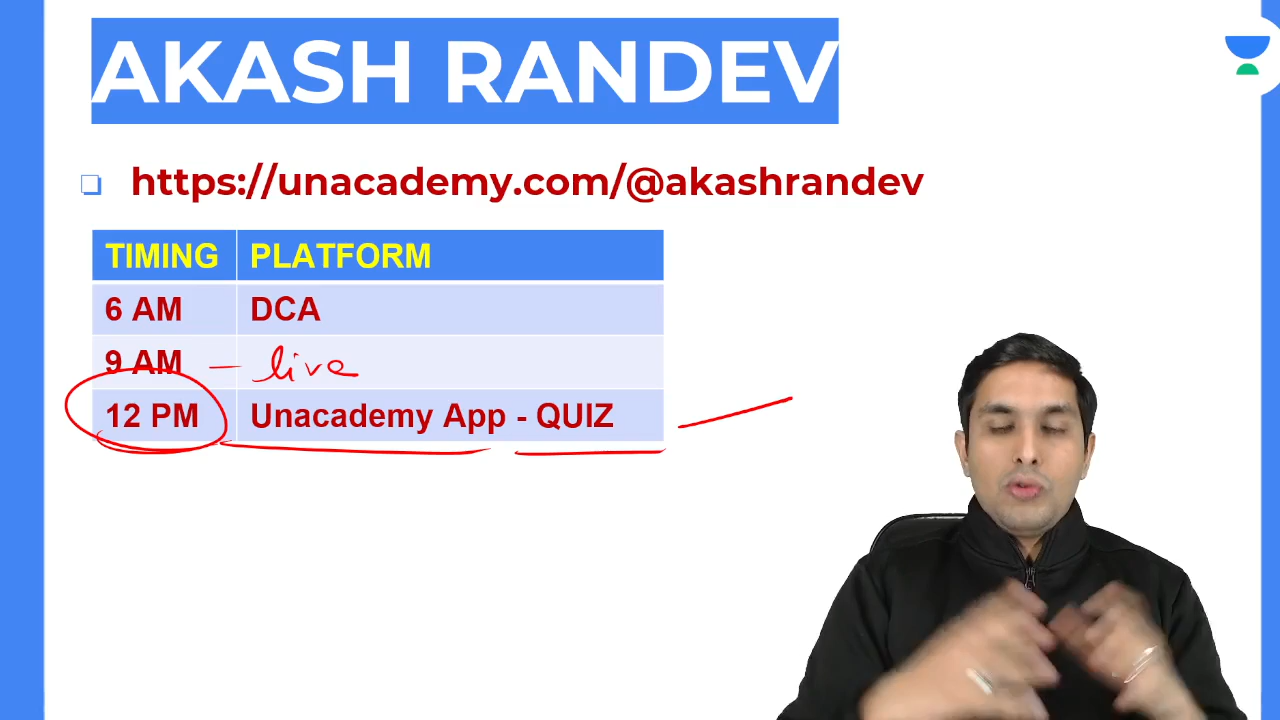 AKASH RANDEV
https://unacademy.com/@akashrandev
TIMING PLATFORM
6 AM DCA
9 AM - live
12 PM Unacademy App - QUIZ